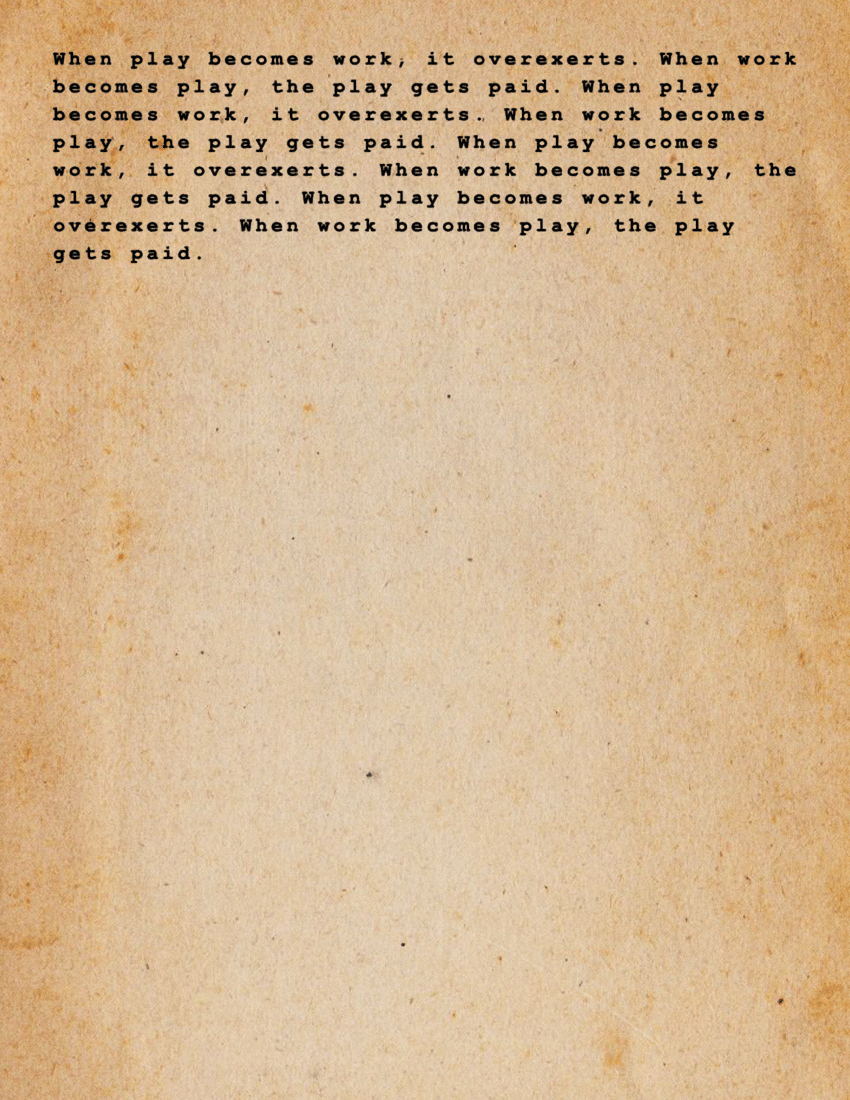 When play becomes work, it overexerts. When work
becomes play, the play gets paid. When play
becomes work, it overexerts. When work becomes
play, the play gets paid. When play becomes
work, it overexerts. When work becomes play, the
play gets paid. When play becomes work, it
overexerts. When work becomes play, the play
gets paid.